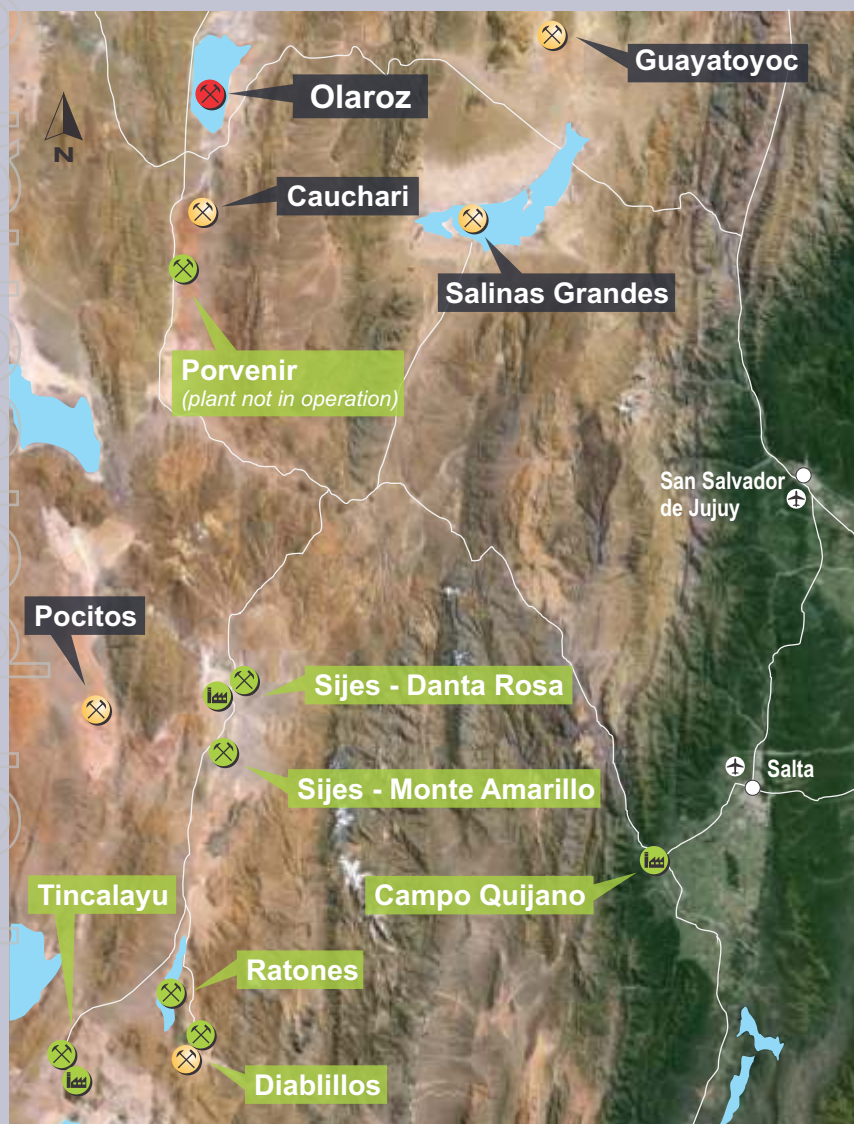 Guayatoyoc
Olaroz
N
Cauchari
Salinas Grandes
Porvenir
(plant not in operation)
San Salvador
de Jujuy
Pocitos
Sijes - Danta Rosa
Sijes - Monte Amarillo
Salta
Tincalayu
Campo Quijano
Ratones
Diablillos